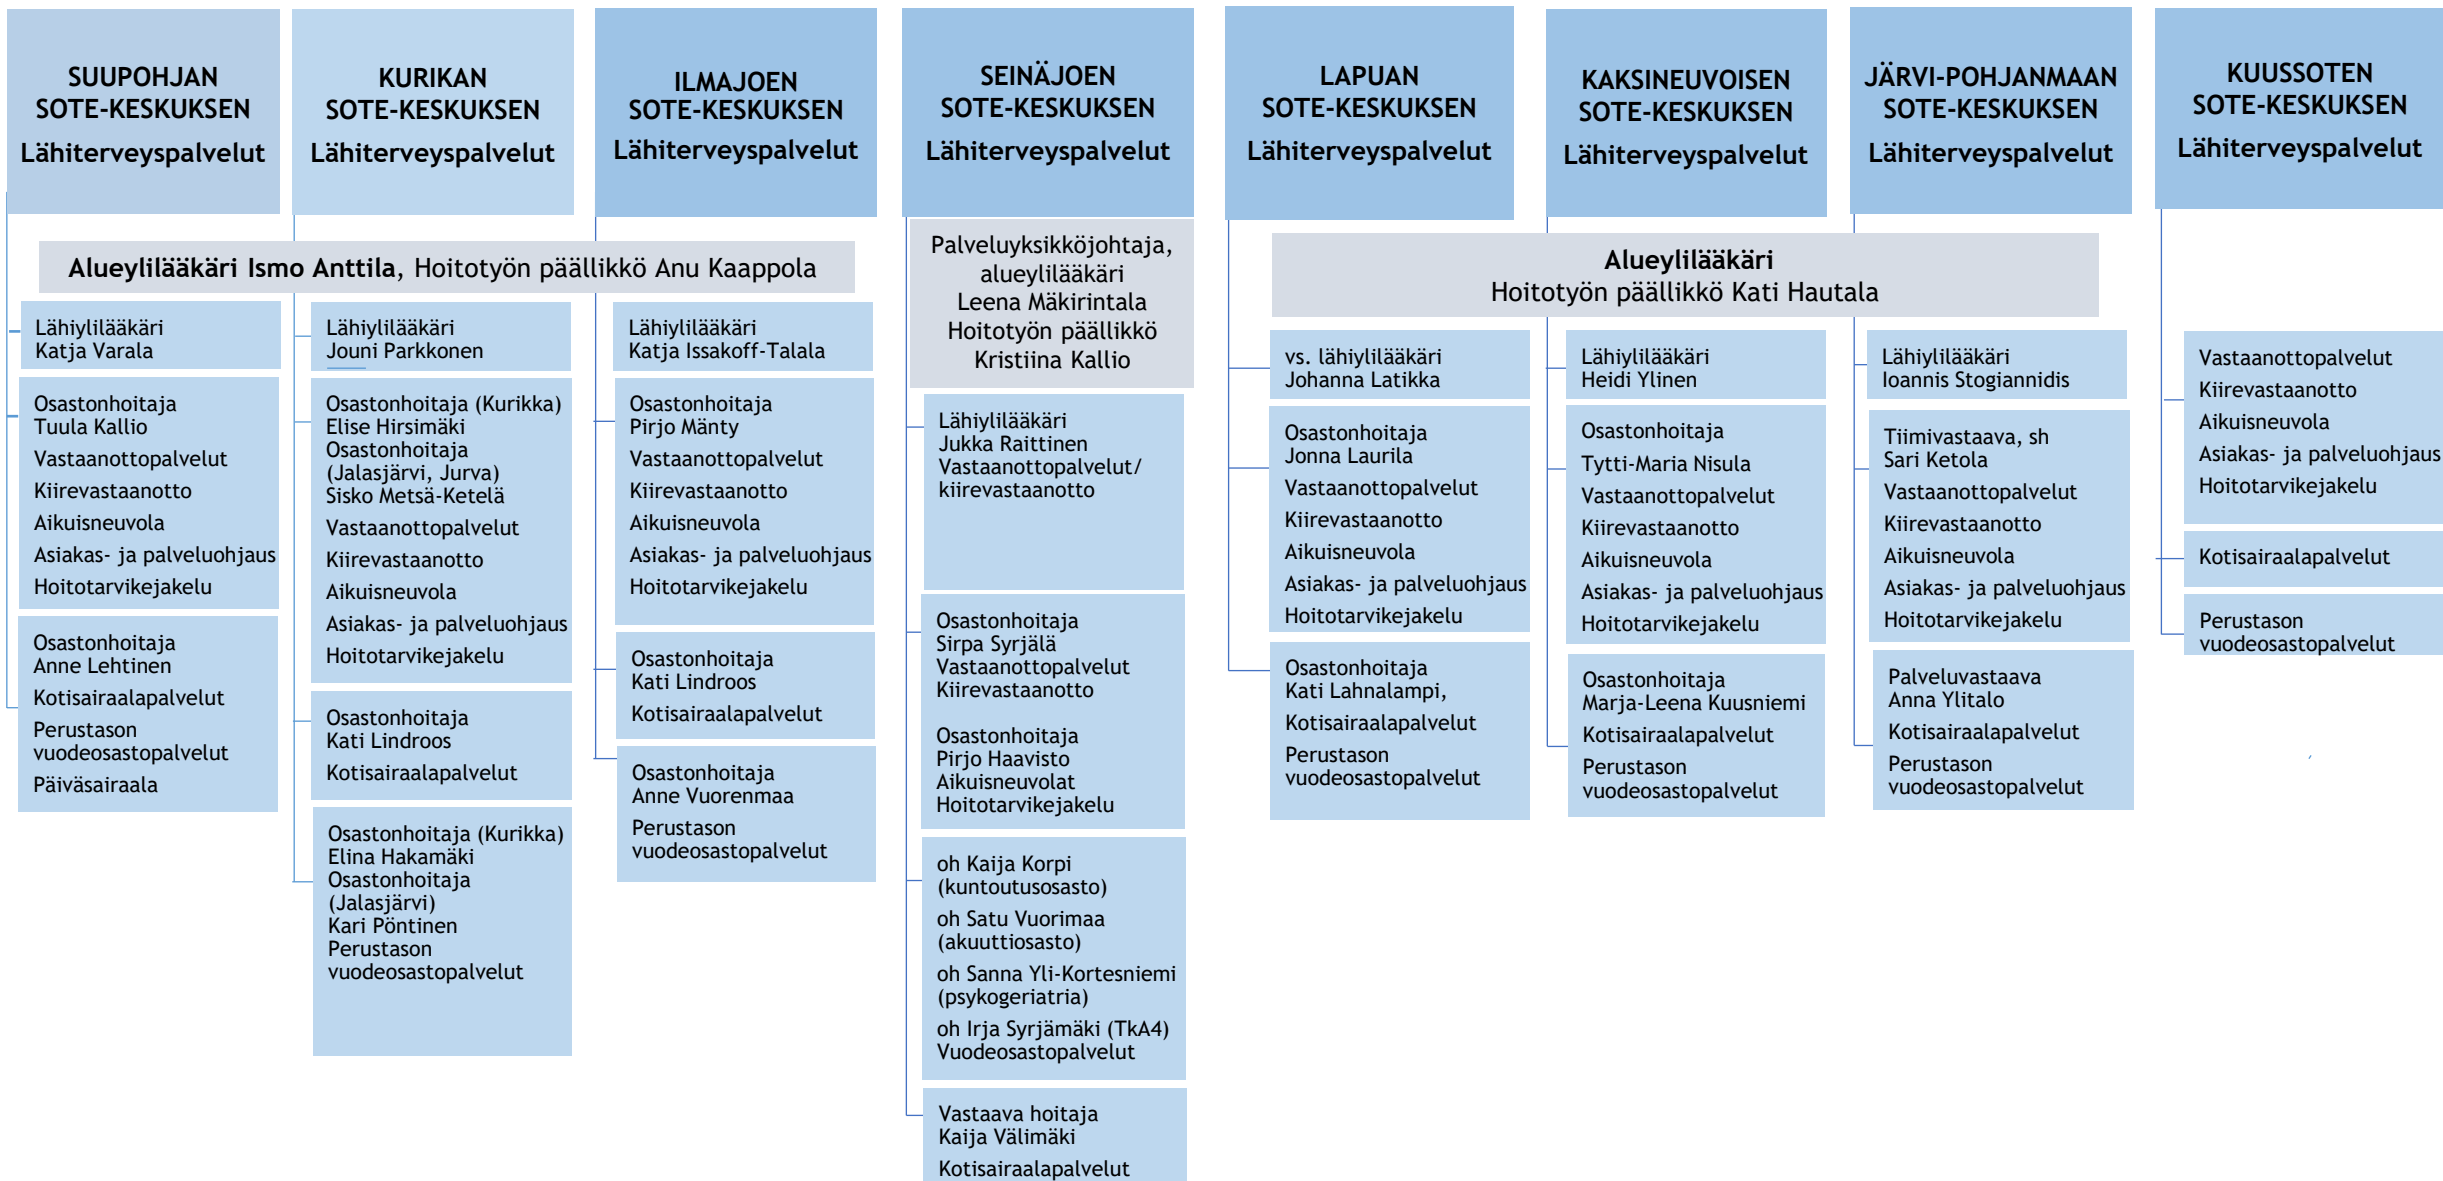 SUUPOHJAN
SOTE-KESKUKSEN
Lähiterveyspalvelut
KURIKAN
SOTE-KESKUKSEN
Lähiterveyspalvelut
ILMAJOEN
SOTE-KESKUKSEN
Lähiterveyspalvelut
SEINÄJOEN
SOTE-KESKUKSEN
Lähiterveyspalvelut
LAPUAN
SOTE-KESKUKSEN
Lähiterveyspalvelut
KAKSINEUVOISEN
SOTE-KESKUKSEN
Lähiterveyspalvelut
JÄRVI-POHJANMAAN
SOTE-KESKUKSEN
Lähiterveyspalvelut
KUUSSOTEN
SOTE-KESKUKSEN
Lähiterveyspalvelut
Alueylilääkäri Ismo Anttila, Hoitotyön päällikkö Anu Kaappola
Palveluyksikköjohtaja,
alueylilääkäri
Leena Mäkirintala
Hoitotyön päällikkö
Kristiina Kallio
Alueylilääkäri
Hoitotyön päällikkö Kati Hautala
Lähiylilääkäri
Katja Varala
Osastonhoitaja
Tuula Kallio
Vastaanottopalvelut
Kiirevastaanotto
Aikuisneuvola
Asiakas- ja palveluohjaus
Hoitotarvikejakelu
Osastonhoitaja
Anne Lehtinen
Kotisairaalapalvelut
Perustason
vuodeosastopalvelut
Päiväsairaala
Lähiylilääkäri
Jouni Parkkonen
Osastonhoitaja (Kurikka)
Elise Hirsimäki
Osastonhoitaja
(Jalasjärvi, Jurva)
Sisko Metsä-Ketelä
Vastaanottopalvelut
Kiirevastaanotto
Aikuisneuvola
Asiakas- ja palveluohjaus
Hoitotarvikejakelu
Osastonhoitaja
Kati Lindroos
Kotisairaalapalvelut
Osastonhoitaja (Kurikka)
Elina Hakamäki
Osastonhoitaja
(Jalasjärvi)
Kari Pöntinen
Perustason
vuodeosastopalvelut
Lähiylilääkäri
Katja Issakoff-Talala
Osastonhoitaja
Pirjo Mänty
Vastaanottopalvelut
Kiirevastaanotto
Aikuisneuvola
Asiakas- ja palveluohjaus
Hoitotarvikejakelu
Osastonhoitaja
Kati Lindroos
Kotisairaalapalvelut
Osastonhoitaja
Anne Vuorenmaa
Perustason
vuodeosastopalvelut
Lähiylilääkäri
Jukka Raittinen
Vastaanottopalvelut/
kiirevastaanotto
Osastonhoitaja
Sirpa Syrjälä
Vastaanottopalvelut
Kiirevastaanotto
Osastonhoitaja
Pirjo Haavisto
Aikuisneuvolat
Hoitotarvikejakelu
oh Kaija Korpi
(kuntoutusosasto)
oh Satu Vuorimaa
(akuuttiosasto)
oh Sanna Yli-Kortesniemi
(psykogeriatria)
oh Irja Syrjämäki (TkA4)
Vuodeosastopalvelut
Vastaava hoitaja
Kaija Välimäki
Kotisairaalapalvelut
vs. lähiylilääkäri
Johanna Latikka
Osastonhoitaja
Jonna Laurila
Vastaanottopalvelut
Kiirevastaanotto
Aikuisneuvola
Asiakas- ja palveluohjaus
Hoitotarvikejakelu
Osastonhoitaja
Kati Lahnalampi,
Kotisairaalapalvelut
Perustason
vuodeosastopalvelut
Lähiylilääkäri
Heidi Ylinen
Osastonhoitaja
Tytti-Maria Nisula
Vastaanottopalvelut
Kiirevastaanotto
Aikuisneuvola
Asiakas- ja palveluohjaus
Hoitotarvikejakelu
Osastonhoitaja
Marja-Leena Kuusniemi
Kotisairaalapalvelut
Perustason
vuodeosastopalvelut
Lähiylilääkäri
Ioannis Stogiannidis
Tiimivastaava, sh
Sari Ketola
Vastaanottopalvelut
Kiirevastaanotto
Aikuisneuvola
Asiakas- ja palveluohjaus
Hoitotarvikejakelu
Palveluvastaava
Anna Ylitalo
Kotisairaalapalvelut
Perustason
vuodeosastopalvelut
Vastaanottopalvelut
Kiirevastaanotto
Aikuisneuvola
Asiakas- ja palveluohjaus
Hoitotarvikejakelu
Kotisairaalapalvelut
Perustason
vuodeosastopalvelut